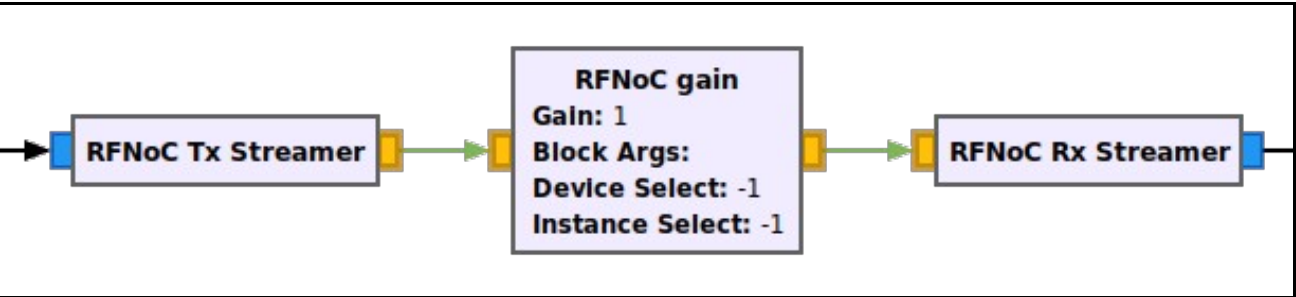 RFNoC Tx Streamer
RFNoC gain
Gain: 1
Block Args:
Device Select: -1
Instance Select: -1
RFNoC Rx Streamer